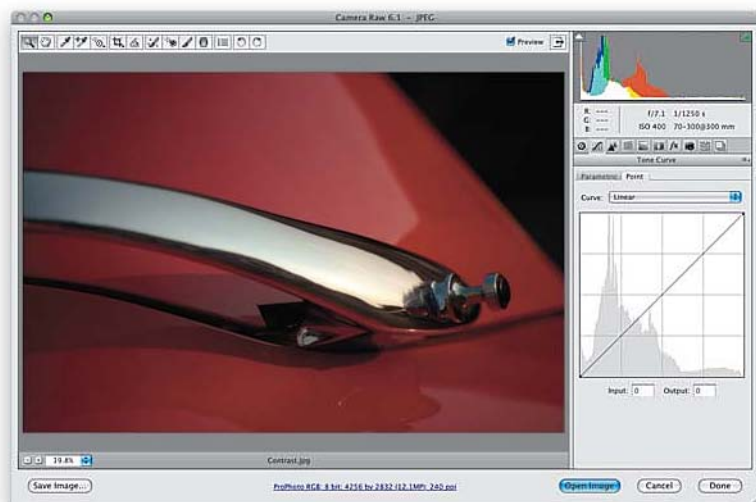 Camera Raw 6.1 - JPEG
Preview
R: ---
G: ---
B: ---
f/7.1 1/1250 s
ISO 400 70-300@300 mm
Tone Curve
Parametric Point
Curve: Linear
Input: 0 Output: 0
19.8%
Contrast.jpg
Save Image...
ProPhoto RGB; 8 bit; 4256 by 2832 (12.1MP); 240 ppi
Open Image
Cancel
Done